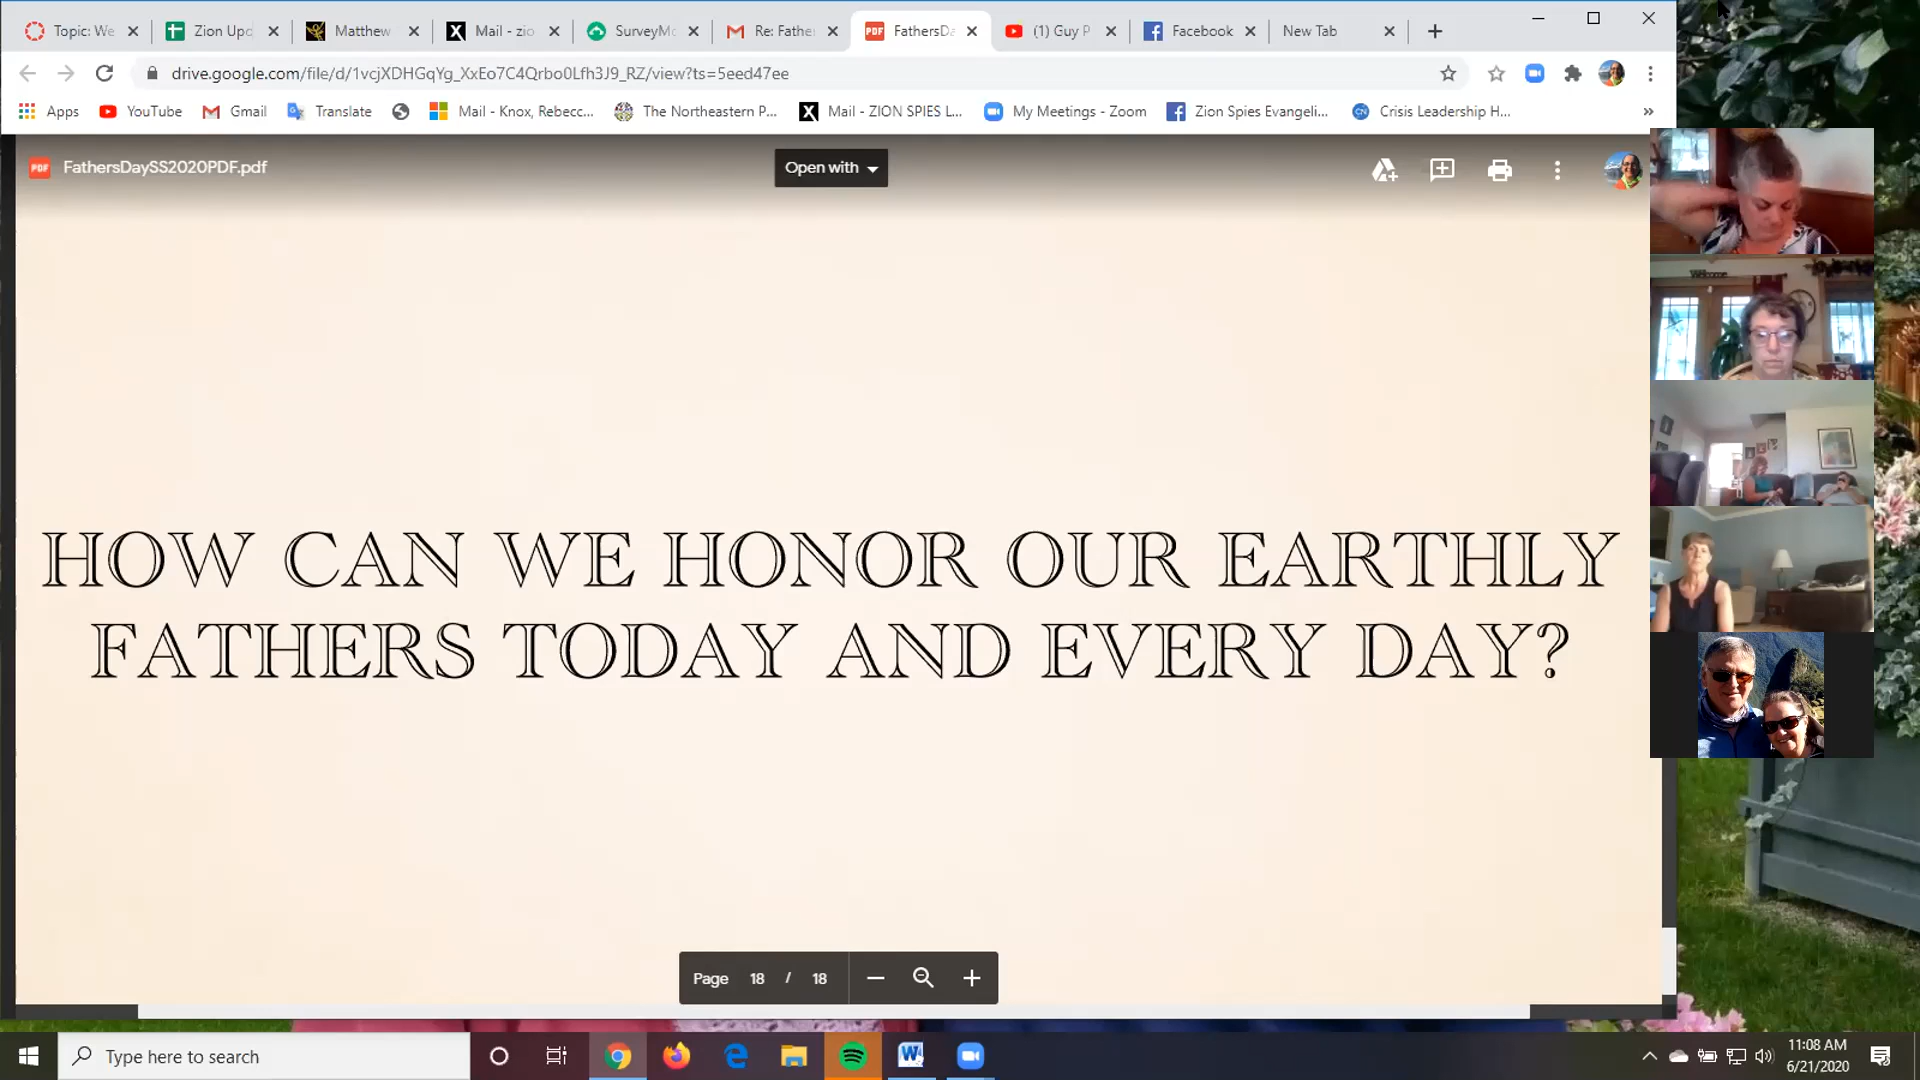 Topic: We
Zion Upd
Matthew
Mail - zio
SurveyMo
Re: Fathe
FathersDa
(1) Guy P
Facebook
New Tab
drive.google.com/file/d/1vcjXDHGqYg_XxEo7C4Qrbo0Lfh3J9_RZ/view?ts=5eed47ee
Apps
YouTube
Gmail
Translate
Mail - Knox, Rebecc...
The Northeastern P...
Mail - ZION SPIES L...
My Meetings - Zoom
Zion Spies Evangeli...
Crisis Leadership H...
PDF
FathersDaySS2020PDF.pdf
Open with
Welcome
HOW CAN WE HONOR OUR EARTHLY
FATHERS TODAY AND EVERY DAY?
Page 18 / 18
Type here to search
11:08 AM
6/21/2020